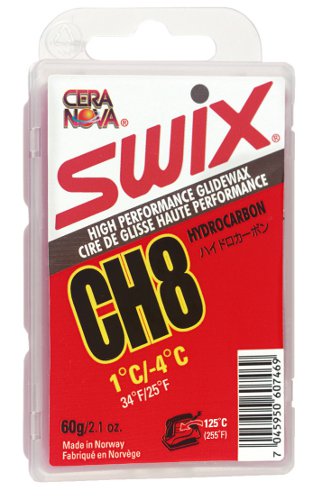 CERA
NOVA®
SWIX®
HIGH PERFORMANCE GLIDEWAX
CIRE DE GLISSE HAUTE PERFORMANCE
HYDROCARBON
ハイドロカーボン
CH8
1°C/-4°C
34°F/25°F
60g/2.1 oz.
125°C
(255°F)
Made in Norway
Fabriqué en Norvège
7 045950 607469